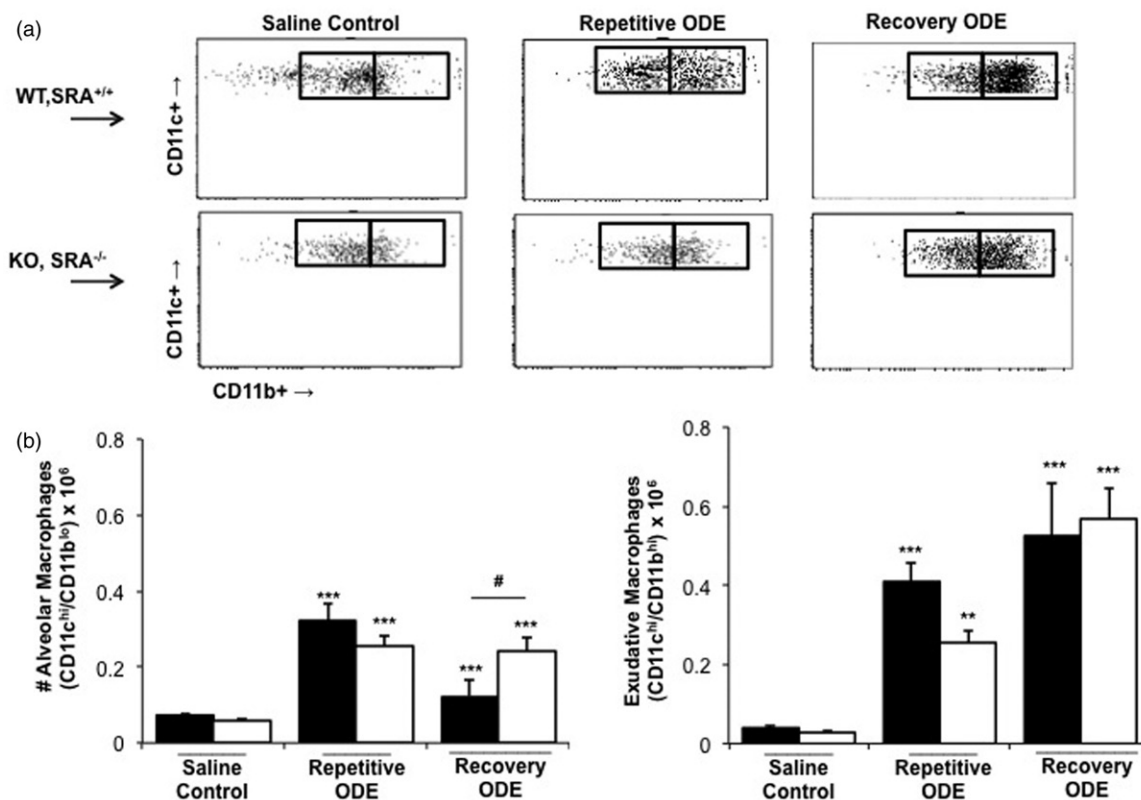 (a)
Saline Control
Repetitive ODE
Recovery ODE
WT,SRA+/+
CD11c+ →
KO, SRA-/-
CD11c+ →
CD11b+ →
(b)
# Alveolar Macrophages
(CD11chi/CD11blo) x 10⁶
0.8
0.6
0.4
0.2
0
***
***
***
#
***
Saline
Control
Repetitive
ODE
Recovery
ODE
Exudative Macrophages
(CD11chi/CD11bhi) x 10⁶
0.8
0.6
0.4
0.2
0
***
**
***
***
Saline
Control
Repetitive
ODE
Recovery
ODE